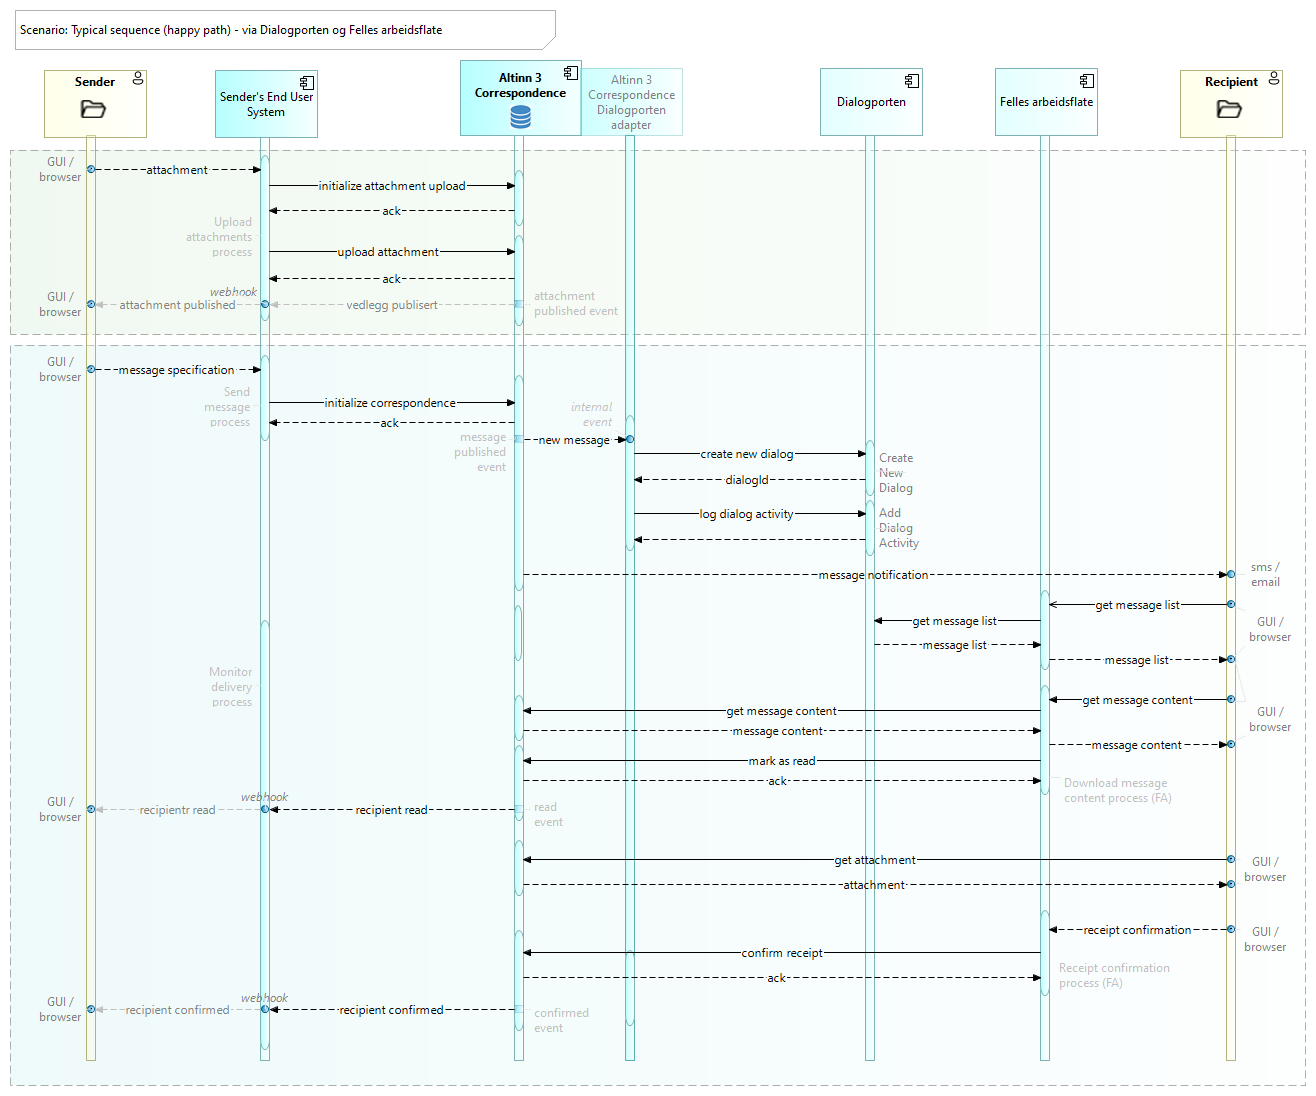 Scenario: Typical sequence (happy path) - via Dialogporten og Felles arbeidsflate
Sender
Sender's End User
System
Altinn 3
Correspondence
Altinn 3
Correspondence
Dialogporten
adapter
Dialogporten
Felles arbeidsflate
Recipient
GUI /
browser
attachment
initialize attachment upload
ack
Upload
attachments
process
upload attachment
ack
GUI /
browser
attachment published
webhook
vedlegg publisert
attachment
published event
GUI /
browser
message specification
Send
message
process
initialize correspondence
ack
message
published
event
internal
event
new message
create new dialog
dialogId
Create
New
Dialog
log dialog activity
Add
Dialog
Activity
message notification
sms /
email
get message list
get message list
GUI /
browser
message list
message list
Monitor
delivery
process
get message content
get message content
GUI /
browser
message content
message content
mark as read
ack
Download message
content process (FA)
GUI /
browser
recipientr read
webhook
recipient read
read
event
get attachment
GUI /
browser
attachment
receipt confirmation
GUI /
browser
confirm receipt
ack
Receipt confirmation
process (FA)
GUI /
browser
recipient confirmed
webhook
recipient confirmed
confirmed
event